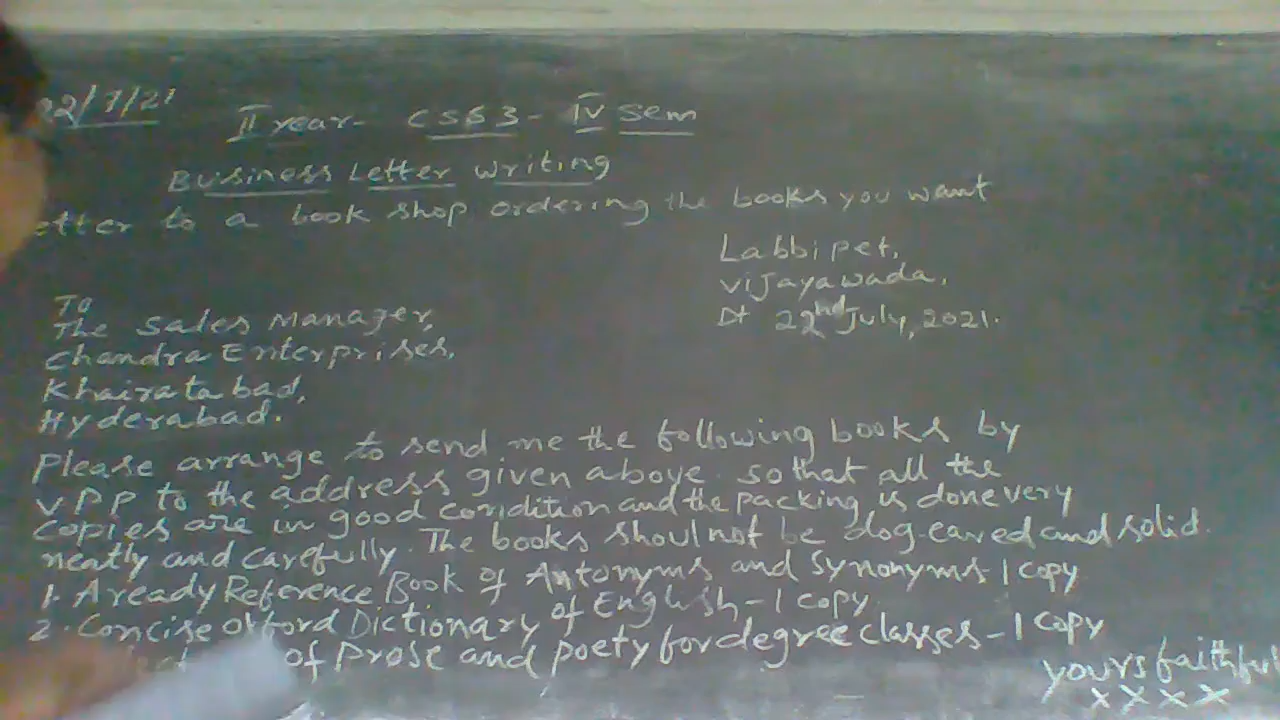 22/7/21
II year- CS63- IV Sem
Business Letter writing
etter to a book shop ordering the books you want
Labbipet,
vijayawada,
Dt 22nd July, 2021.
To
The Sales Manager,
Chandra Enterprises,
Khairatabad,
Hyderabad.
Please arrange to send me the following books by
VPP to the address given above so that all the
copies are in good condition and the packing is done very
neatly and carefully. The books shoul not be dog-eared and solid.
1. A ready Reference Book of Antonyms and Synonyms-1 copy
2. Concise Oxford Dictionary of English-1 copy
of Prose and poety for degree classes-1 copy
yours faithful
x x x x